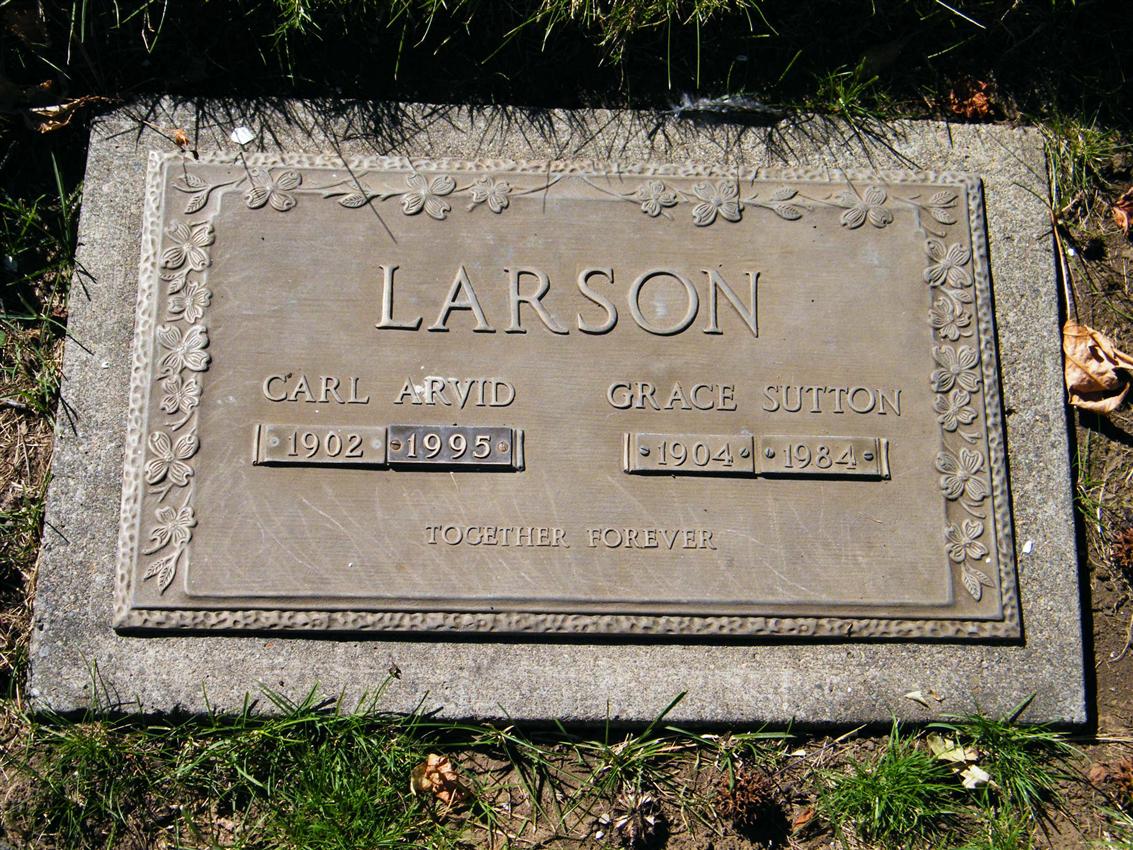 LARSON
CARL ARVID GRACE SUTTON
1902 1995 1904 1984
TOGETHER FOREVER